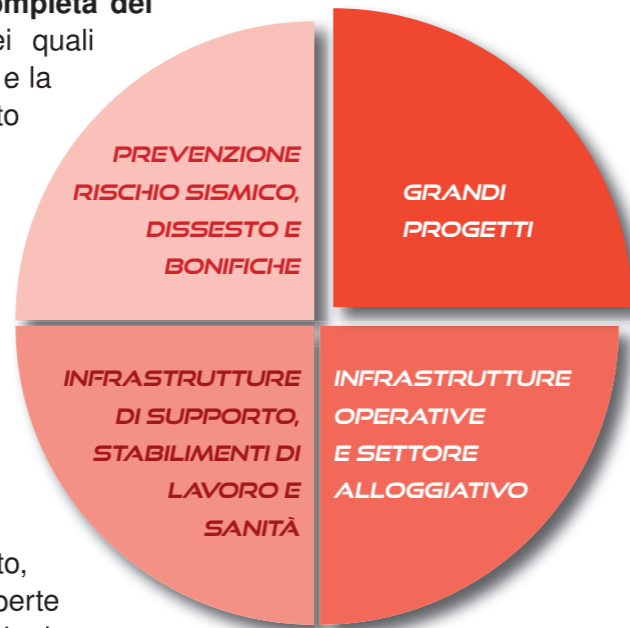 completa dei
ei quali
e la
to
PREVENZIONE
RISCHIO SISMICO,
DISSESTO E
BONIFICHE
GRANDI
PROGETTI
INFRASTRUTTURE
DI SUPPORTO,
STABILIMENTI DI
LAVORO E
SANITÀ
INFRASTRUTTURE
OPERATIVE
E SETTORE
ALLOGGIATIVO
to,
perte